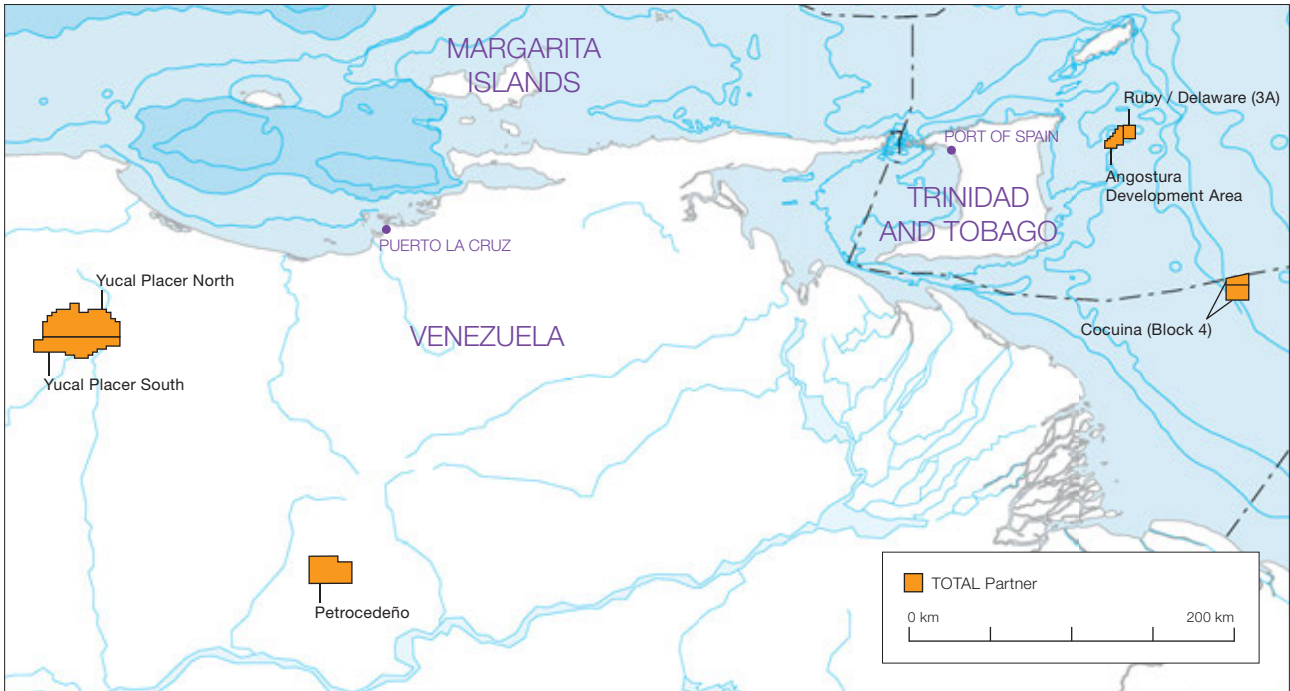 MARGARITA
ISLANDS
Ruby / Delaware (3A)
PORT OF SPAIN
Angostura
Development Area
TRINIDAD
AND TOBAGO
PUERTO LA CRUZ
Yucal Placer North
Cocuina (Block 4)
VENEZUELA
Yucal Placer South
TOTAL Partner
Petrocedeño
0 km
200 km